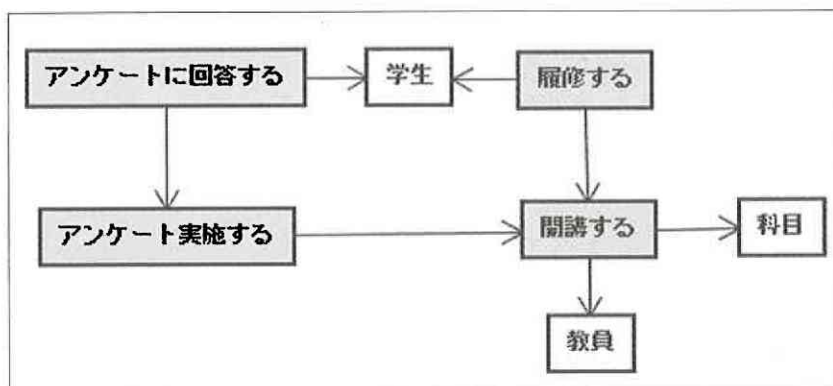 アンケートに回答する
学生
履修する
アンケート実施する
開講する
科目
教員